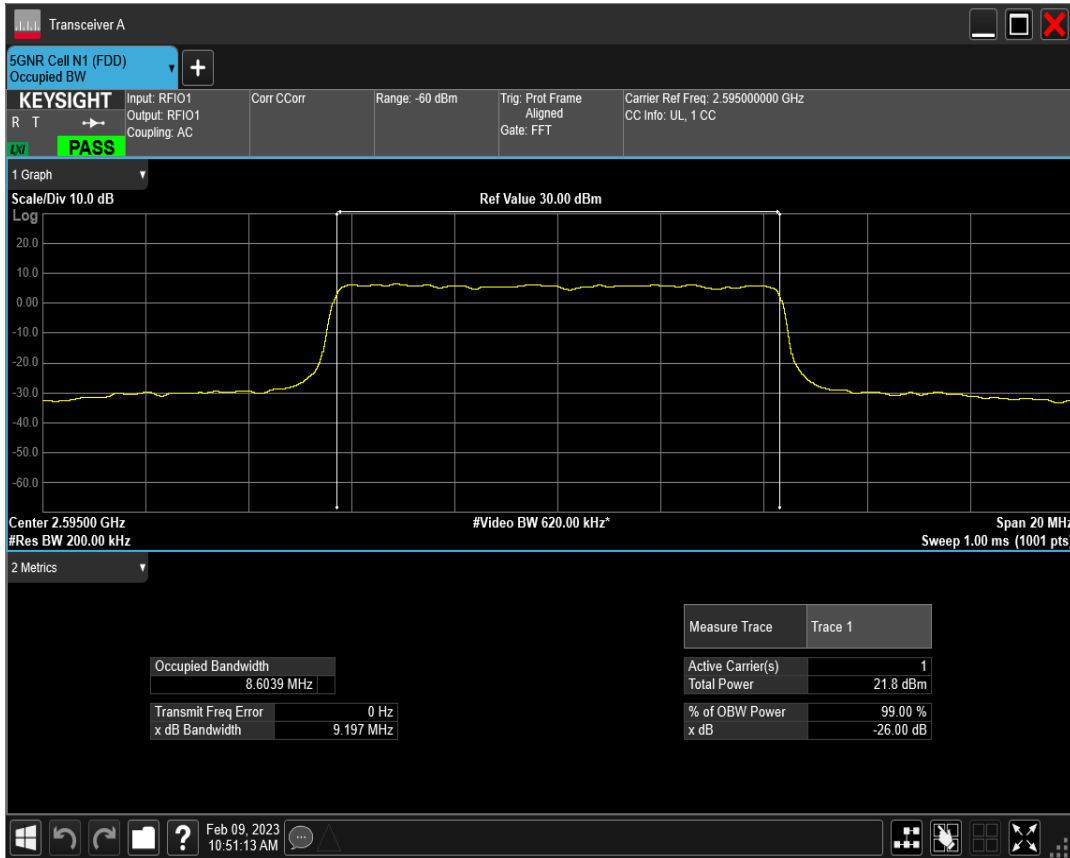 Transceiver A
5GNR Cell N1 (FDD)
Occupied BW
+
KEYSIGHT
R T
LXI
PASS
Input: RFIO1
Output: RFIO1
Coupling: AC
Corr CCorr
Range: -60 dBm
Trig: Prot Frame
Aligned
Gate: FFT
Carrier Ref Freq: 2.595000000 GHz
CC Info: UL, 1 CC
1 Graph
Scale/Div 10.0 dB
Ref Value 30.00 dBm
Log
20.0
10.0
0.00
-10.0
-20.0
-30.0
-40.0
-50.0
-60.0
Center 2.59500 GHz
#Video BW 620.00 kHz*
Span 20 MHz
#Res BW 200.00 kHz
Sweep 1.00 ms (1001 pts)
2 Metrics
Measure Trace Trace 1
Occupied Bandwidth
8.6039 MHz
Transmit Freq Error 0 Hz
x dB Bandwidth 9.197 MHz
Active Carrier(s) 1
Total Power 21.8 dBm
% of OBW Power 99.00 %
x dB -26.00 dB
?
Feb 09, 2023
10:51:13 AM